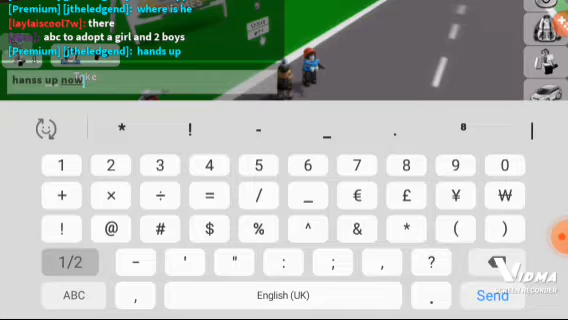 [Premium] [jtheledgend]: where is he
[laylaiscool7w]: there
abc to adopt a girl and 2 boys
[Premium] [jtheledgend]: hands up
Take
hanss up now
* ! - _ . 8 |
1 2 3 4 5 6 7 8 9 0
+ × ÷ = / _ € £ ¥ ₩
! @ # $ % ^ & * ( )
1/2 - ' " : ; , ?
ABC , English (UK) . Send
VIDMA
SCREEN RECORDER